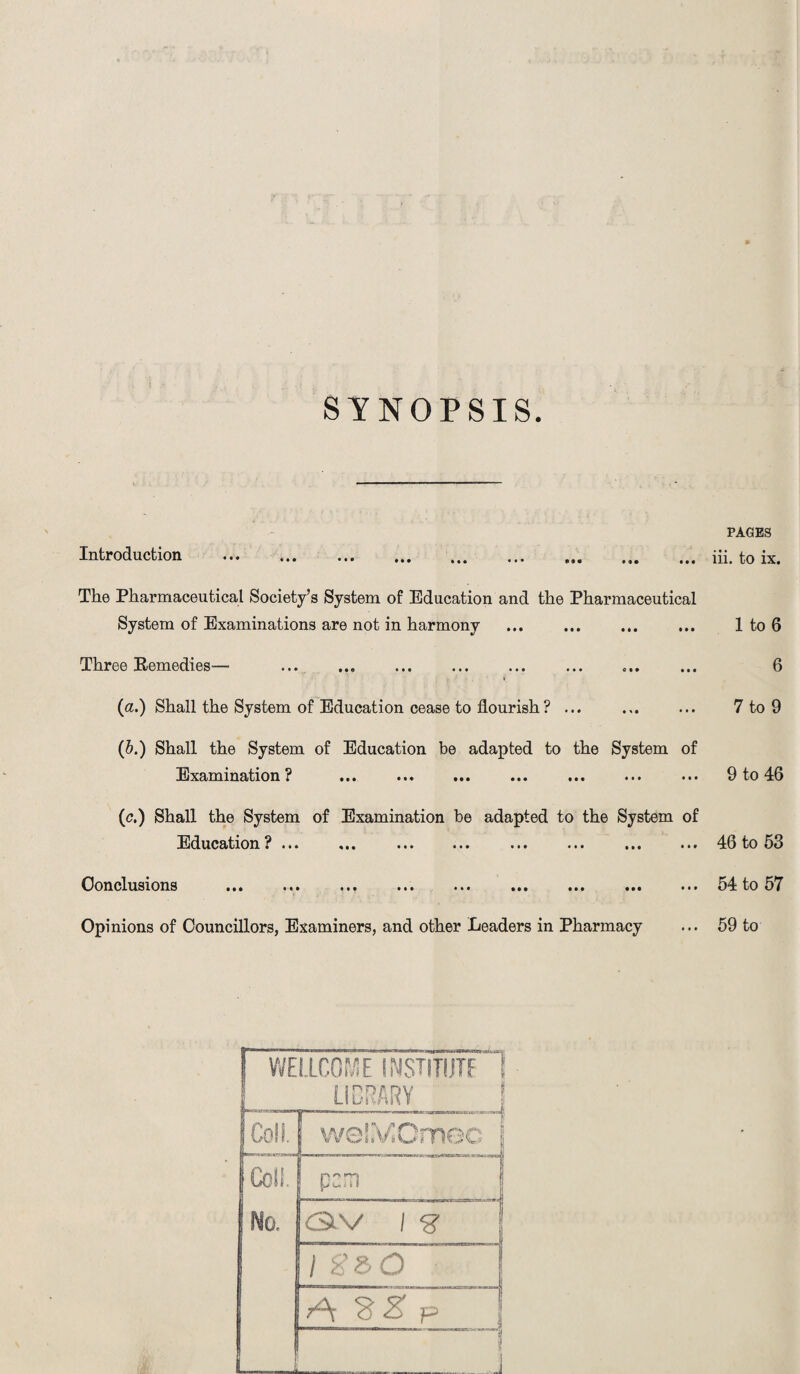 SYNOPSIS.
PAGES
Introduction ... ... ... ... ... ... ... ... ... iii. to ix.
The Pharmaceutical Society's System of Education and the Pharmaceutical
System of Examinations are not in harmony ... ... ... ... 1 to 6
Three Remedies— ... ... ... ... ... ... ... ... 6
(a.) Shall the System of Education cease to flourish? ... ... ... 7 to 9
(b.) Shall the System of Education be adapted to the System of
Examination? ... ... ... ... ... ... ... 9 to 46
(c.) Shall the System of Examination be adapted to the System of
Education? ... ... ... ... ... ... ... ... 46 to 53
Conclusions ... ... ... ... ... ... ... ... ... 54 to 57
Opinions of Councillors, Examiners, and other Leaders in Pharmacy ... 59 to
WELLCOME INSTITUTE
LIBRARY
Coll. welMOmec
Coll. pam
No. QV 18
1880
A 88 p